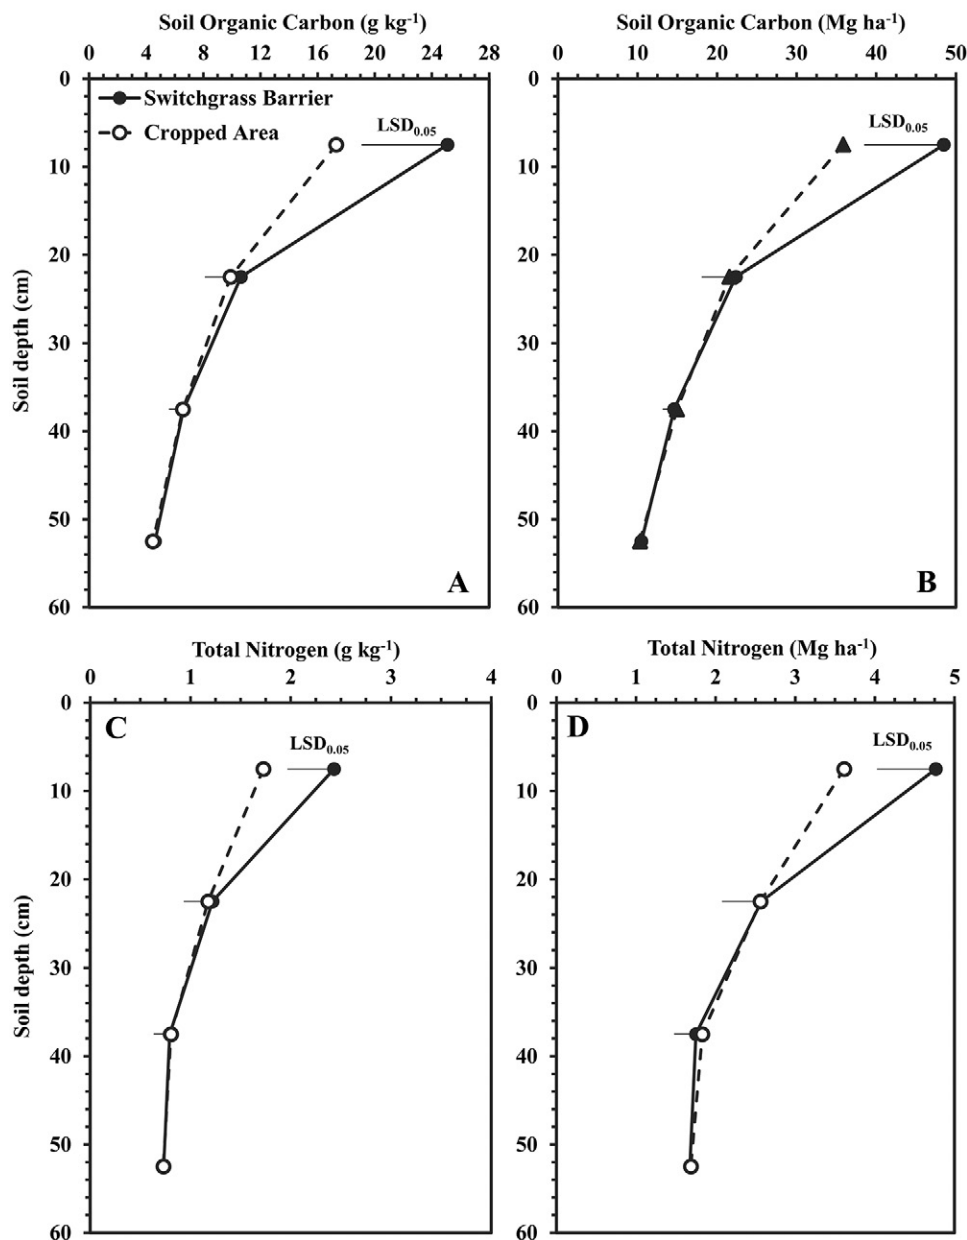 Soil Organic Carbon (g kg⁻¹)
0 4 8 12 16 20 24 28
0
10
20
30
40
50
60
Soil depth (cm)
Switchgrass Barrier
Cropped Area
LSD₀.₀₅
A
Soil Organic Carbon (Mg ha⁻¹)
0 10 20 30 40 50
0
10
20
30
40
50
60
LSD₀.₀₅
B
Total Nitrogen (g kg⁻¹)
0 1 2 3 4
0
10
20
30
40
50
60
Soil depth (cm)
C
LSD₀.₀₅
Total Nitrogen (Mg ha⁻¹)
0 1 2 3 4 5
0
10
20
30
40
50
60
D
LSD₀.₀₅